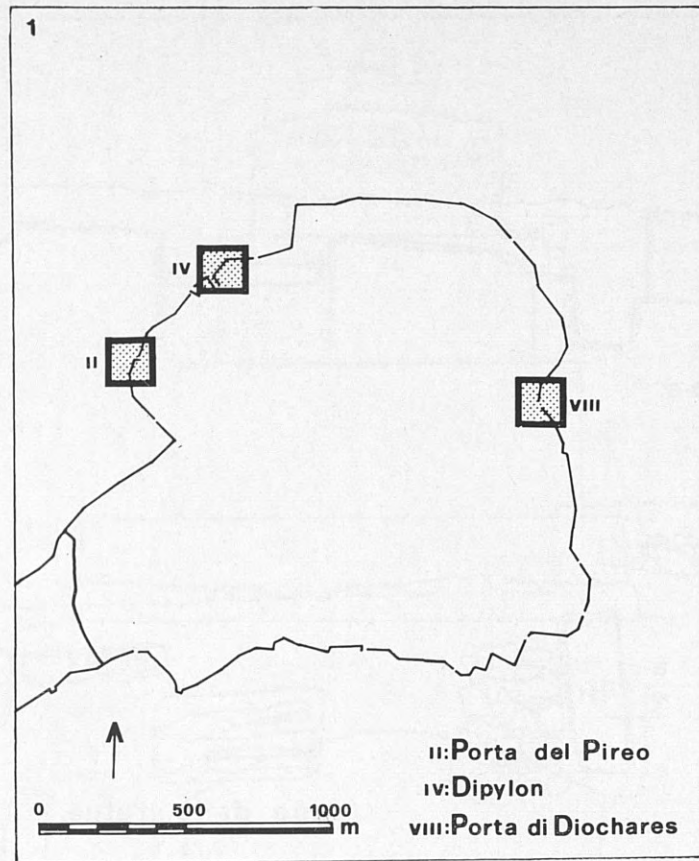 1
IV
II
VIII
II:Porta del Pireo
IV:Dipylon
VIII:Porta di Diochares
0 500 1000
m